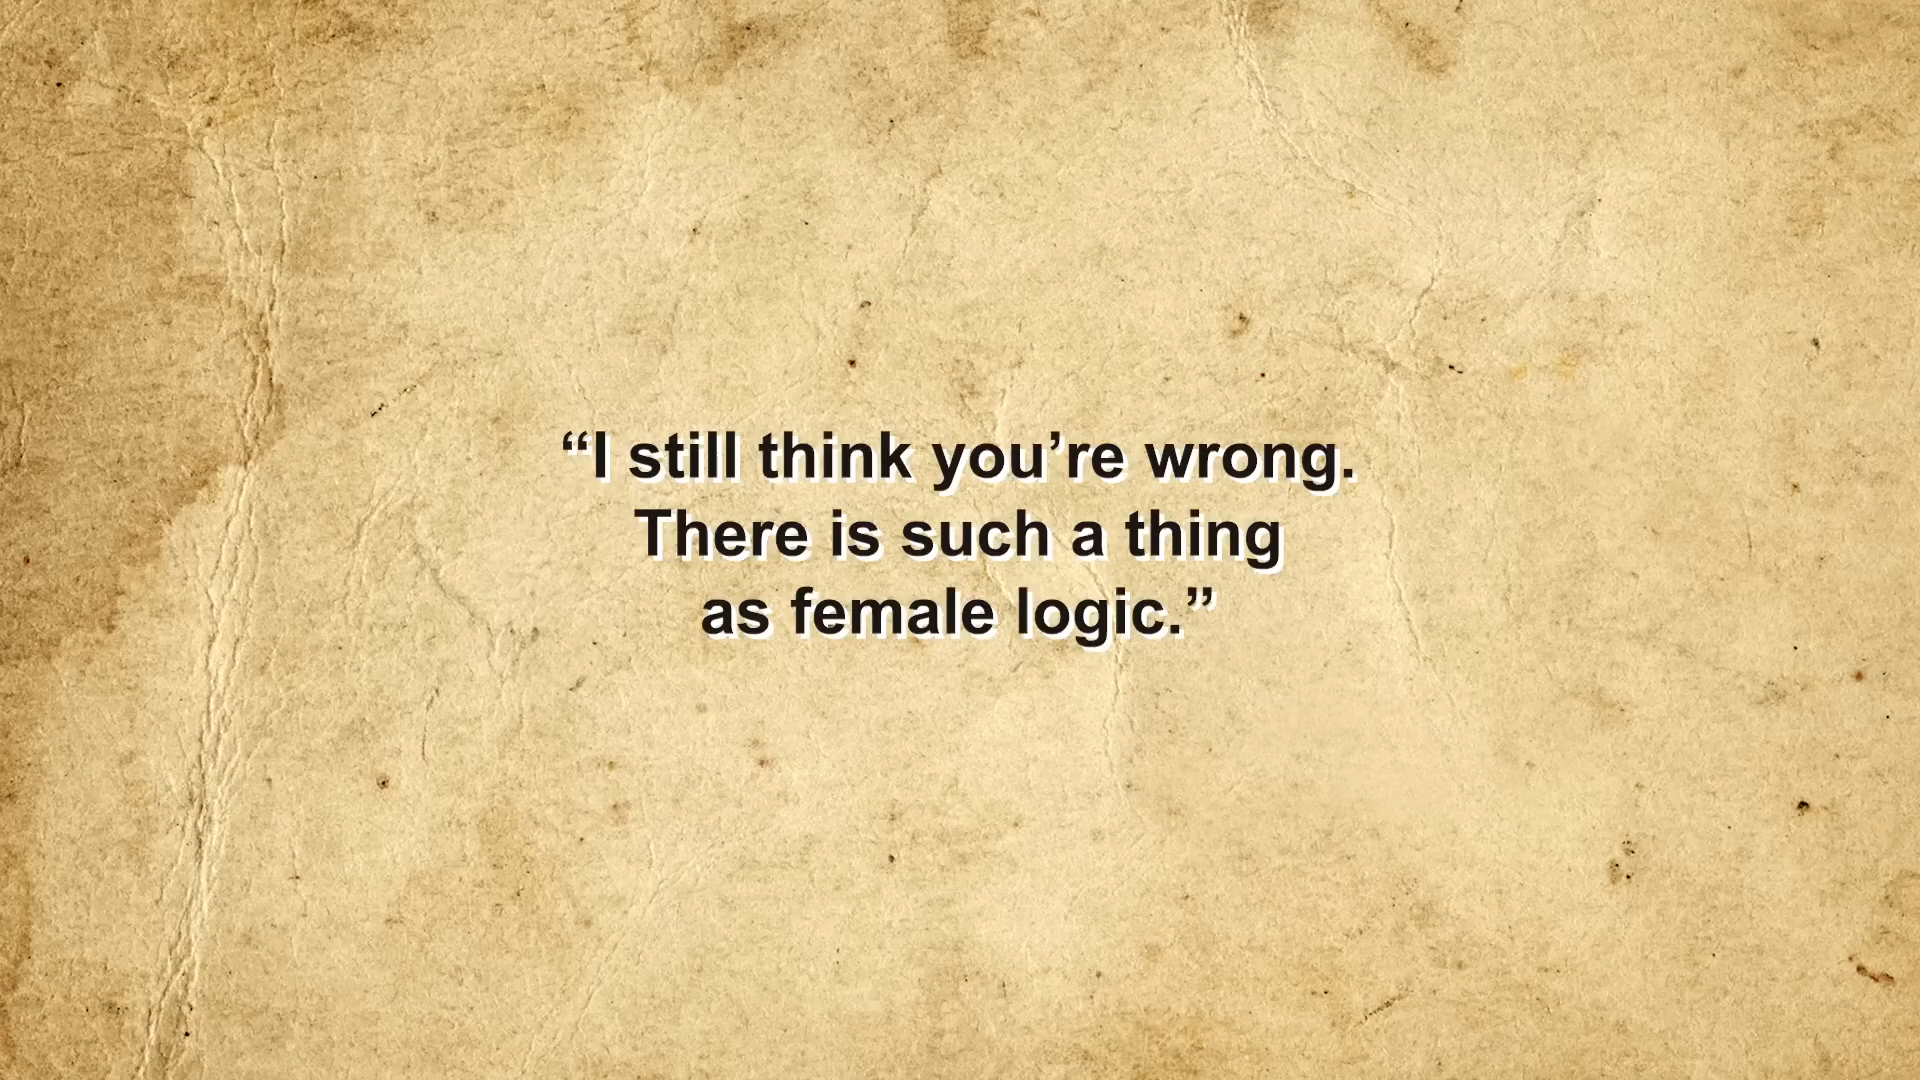 “I still think you’re wrong.
There is such a thing
as female logic.”